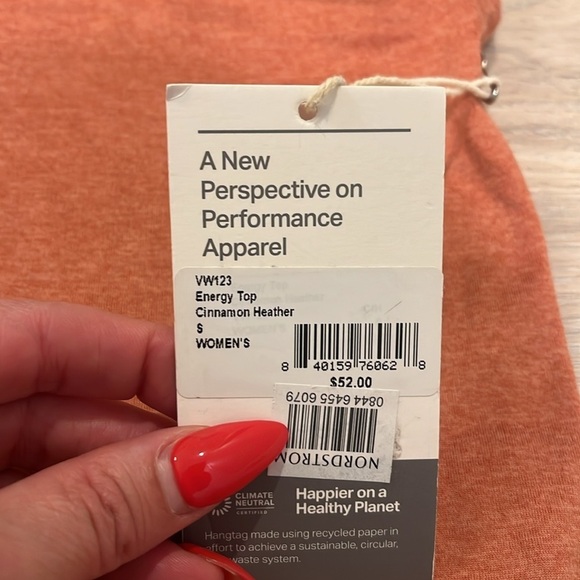 A New
Perspective on
Performance
Apparel
VW123
Energy Top
Cinnamon Heather
S
WOMEN'S
8 40159 76062 8
$52.00
0844 6455 6079
NORDSTROM
CLIMATE
NEUTRAL
CERTIFIED
Happier on a
Healthy Planet
Hangtag made using recycled paper in
effort to achieve a sustainable, circular,
waste system.